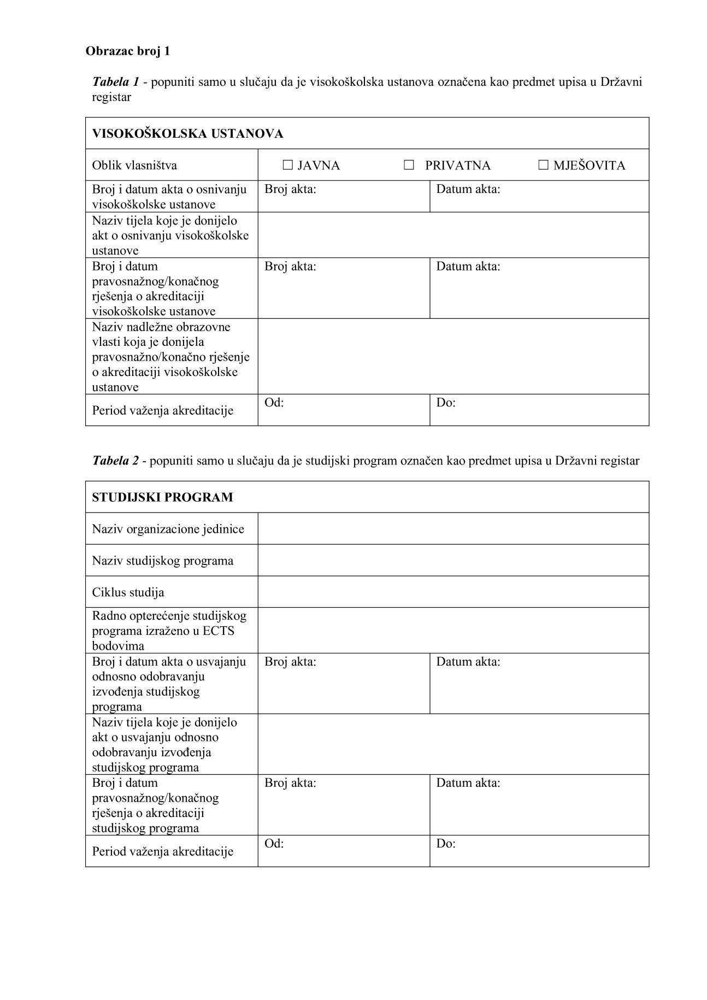 Obrazac broj 1
Tabela 1 - popuniti samo u slučaju da je visokoškolska ustanova označena kao predmet upisa u Državni
registar
VISOKOŠKOLSKA USTANOVA
Oblik vlasništva ☐ JAVNA ☐ PRIVATNA ☐ MJEŠOVITA
Broj i datum akta o osnivanju
visokoškolske ustanove
Broj akta:
Datum akta:
Naziv tijela koje je donijelo
akt o osnivanju visokoškolske
ustanove
Broj i datum
pravosnažnog/konačnog
rješenja o akreditaciji
visokoškolske ustanove
Broj akta:
Datum akta:
Naziv nadležne obrazovne
vlasti koja je donijela
pravosnažno/konačno rješenje
o akreditaciji visokoškolske
ustanove
Period važenja akreditacije
Od:
Do:
Tabela 2 - popuniti samo u slučaju da je studijski program označen kao predmet upisa u Državni registar
STUDIJSKI PROGRAM
Naziv organizacione jedinice
Naziv studijskog programa
Ciklus studija
Radno opterećenje studijskog
programa izraženo u ECTS
bodovima
Broj i datum akta o usvajanju
odnosno odobravanju
izvođenja studijskog
programa
Broj akta:
Datum akta:
Naziv tijela koje je donijelo
akt o usvajanju odnosno
odobravanju izvođenja
studijskog programa
Broj i datum
pravosnažnog/konačnog
rješenja o akreditaciji
studijskog programa
Broj akta:
Datum akta:
Period važenja akreditacije
Od:
Do: